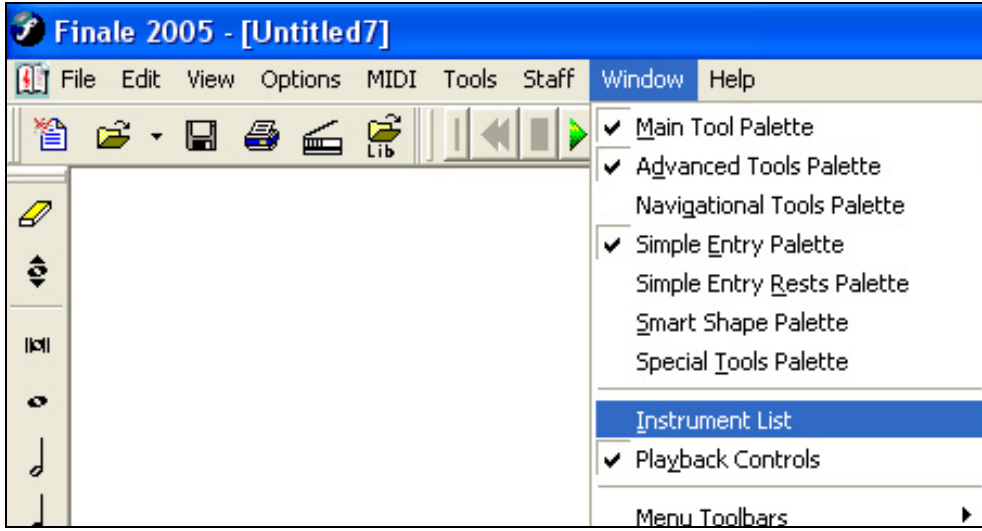 Finale 2005 - [Untitled7]
File Edit View Options MIDI Tools Staff Window Help
Lib
Main Tool Palette
Advanced Tools Palette
Navigational Tools Palette
Simple Entry Palette
Simple Entry Rests Palette
Smart Shape Palette
Special Tools Palette
Instrument List
Playback Controls
Menu Toolbars